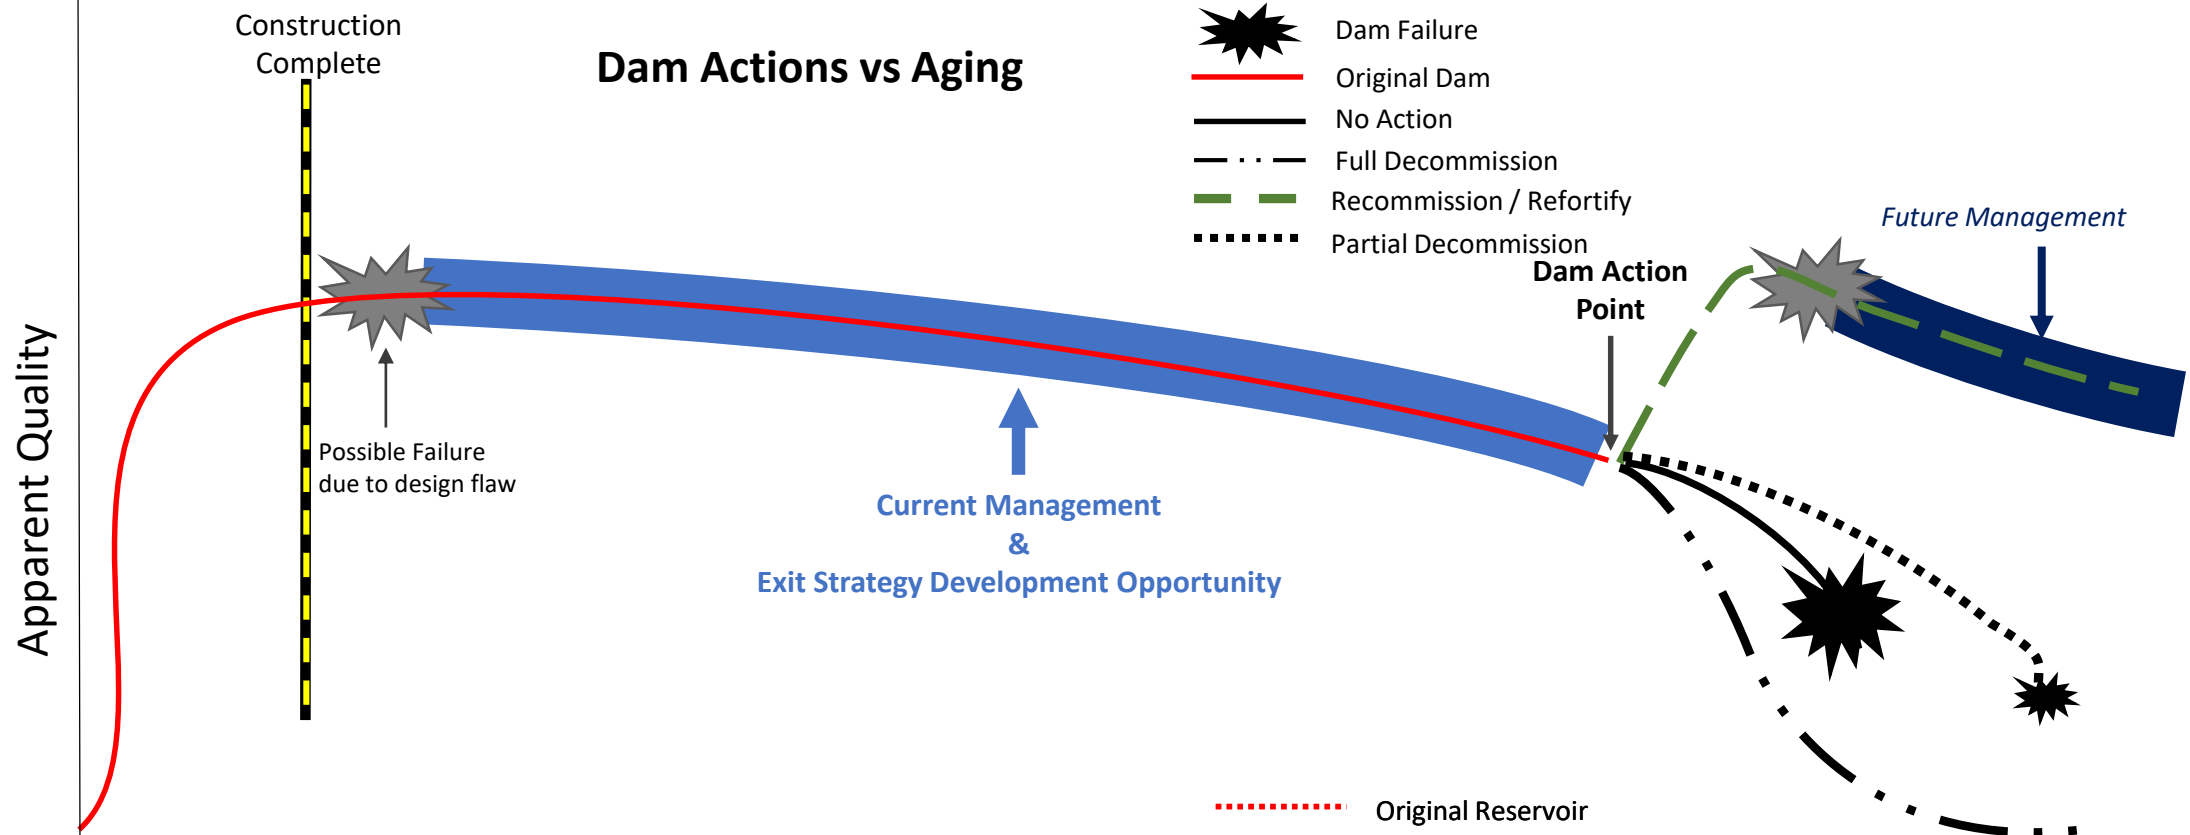 Construction
Complete
Dam Actions vs Aging
Dam Failure
Original Dam
No Action
Full Decommission
Recommission / Refortify
Partial Decommission
Future Management
Dam Action
Point
Apparent Quality
Possible Failure
due to design flaw
Current Management
&
Exit Strategy Development Opportunity
Original Reservoir